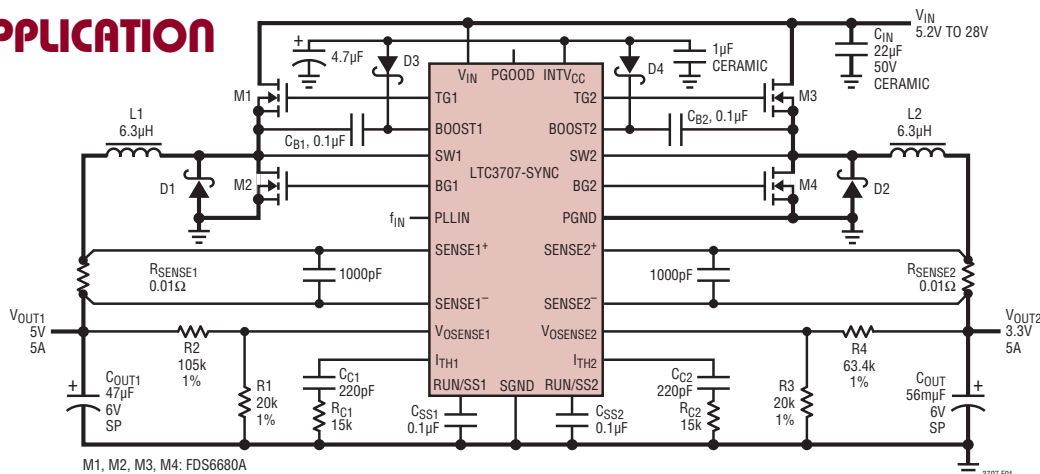 PPLICATION
VIN
5.2V TO 28V
CIN
22µF
50V
CERAMIC
+
4.7µF
D3
D4
1µF
CERAMIC
VIN
PGOOD
INTVCC
M1
TG1
TG2
M3
L1
6.3µH
L2
6.3µH
CB1, 0.1µF
BOOST1
BOOST2
CB2, 0.1µF
SW1
SW2
LTC3707-SYNC
D1
M2
BG1
BG2
M4
D2
fIN
PLLIN
PGND
SENSE1+
SENSE2+
RSENSE1
0.01Ω
1000pF
1000pF
RSENSE2
0.01Ω
SENSE1−
SENSE2−
VOUT1
5V
5A
VOSENSE1
VOSENSE2
VOUT2
3.3V
5A
R2
105k
1%
R4
63.4k
1%
ITH1
ITH2
+
COUT1
47µF
6V
SP
R1
20k
1%
CC1
220pF
RC1
15k
RUN/SS1
SGND
RUN/SS2
CSS1
0.1µF
CSS2
0.1µF
CC2
220pF
RC2
15k
R3
20k
1%
COUT
56mµF
6V
SP
+
M1, M2, M3, M4: FDS6680A
3707 F01